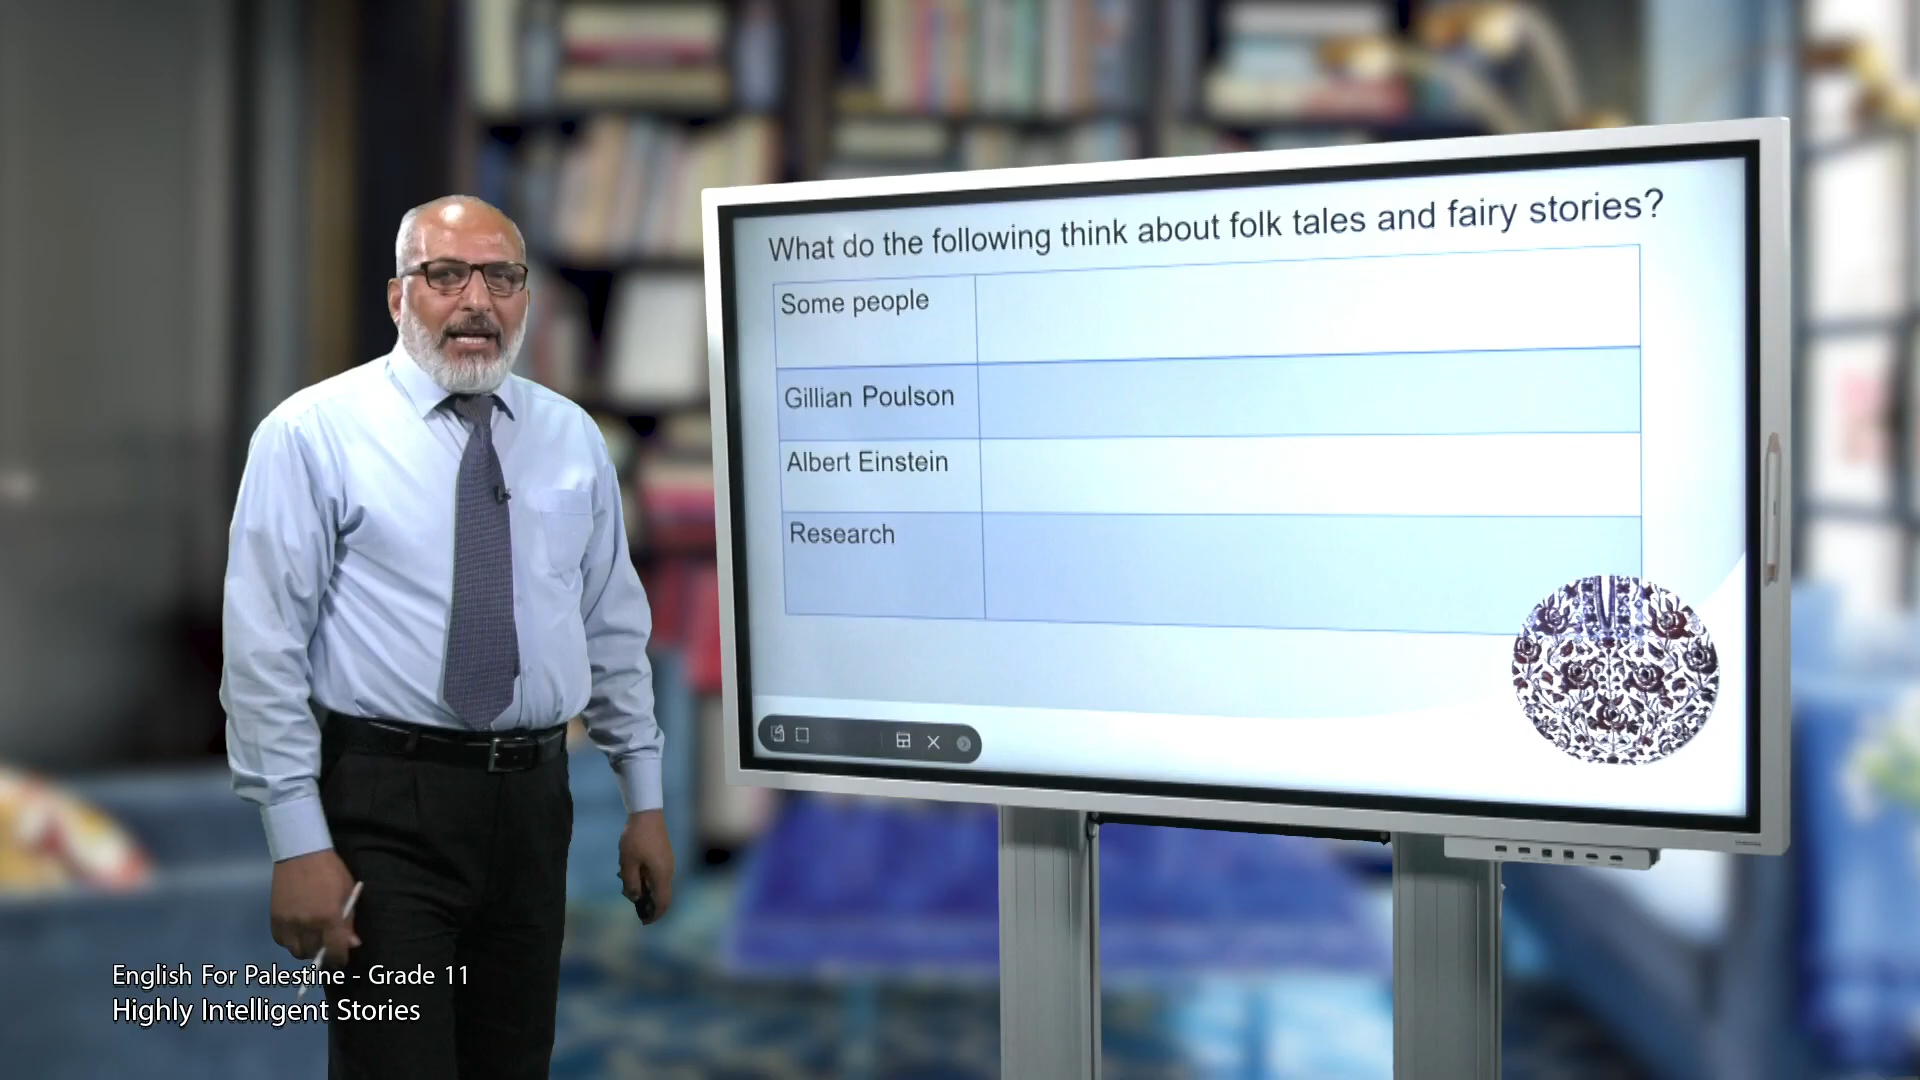 What do the following think about folk tales and fairy stories?
Some people
Gillian Poulson
Albert Einstein
Research
English For Palestine - Grade 11
Highly Intelligent Stories